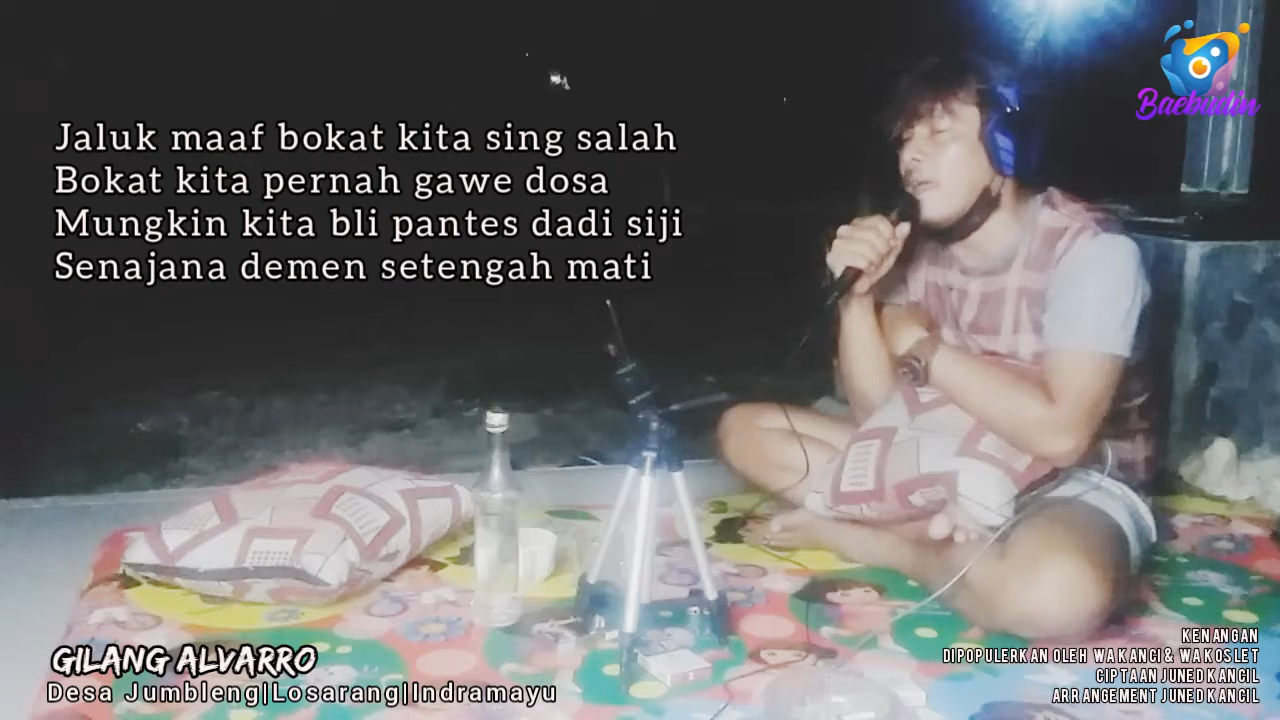 Baebudin
Jaluk maaf bokat kita sing salah
Bokat kita pernah gawe dosa
Mungkin kita bli pantes dadi siji
Senajana demen setengah mati
GILANG ALVARRO
Desa Jumbleng|Losarang|Indramayu
KENANGAN
DIPOPULERKAN OLEH WAKANCI & WAKOSLET
CIPTAAN JUNED KANCIL
ARRANGEMENT JUNED KANCIL